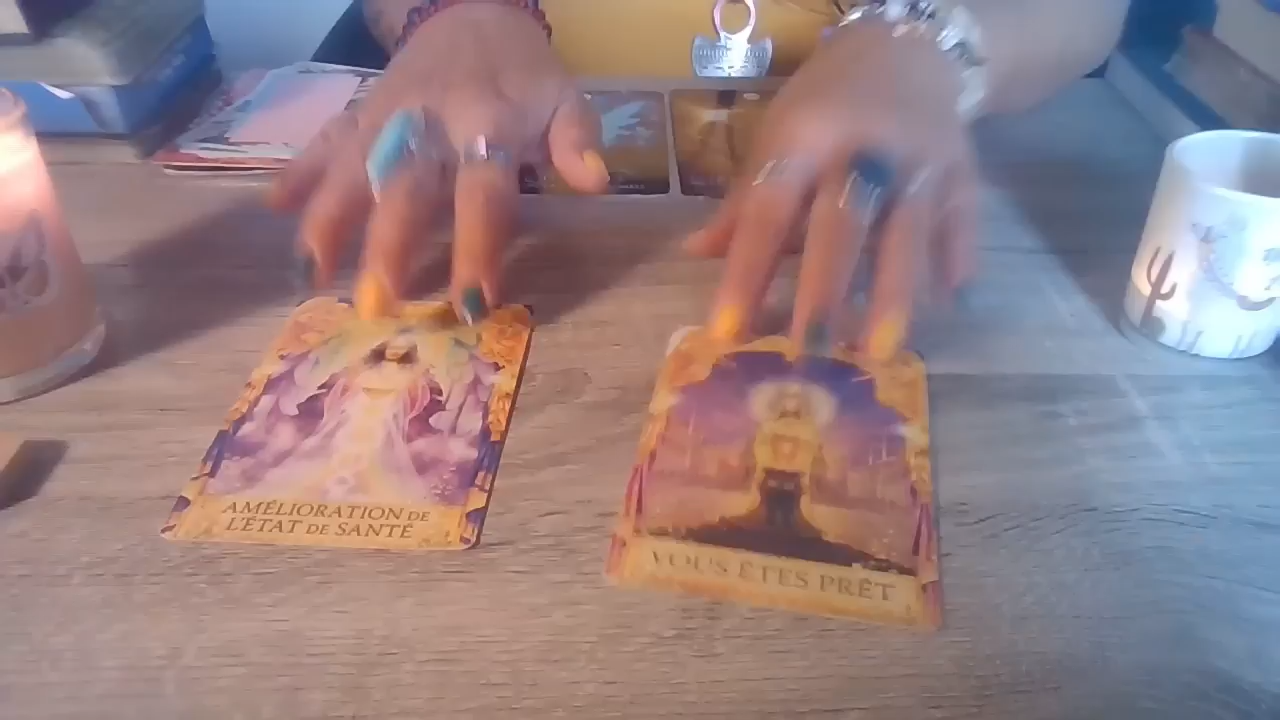 AMÉLIORATION DE
L'ÉTAT DE SANTÉ
VOUS ÊTES PRÊT